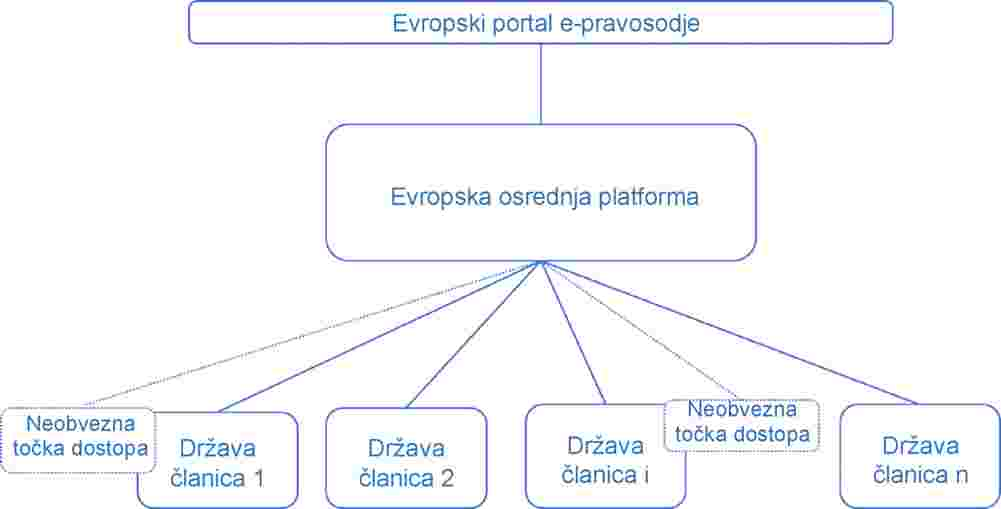 Evropski portal e-pravosodje
Evropska osrednja platforma
Neobvezna
točka dostopa
Država
članica 1
Država
članica 2
Država
članica i
Neobvezna
točka dostopa
Država
članica n